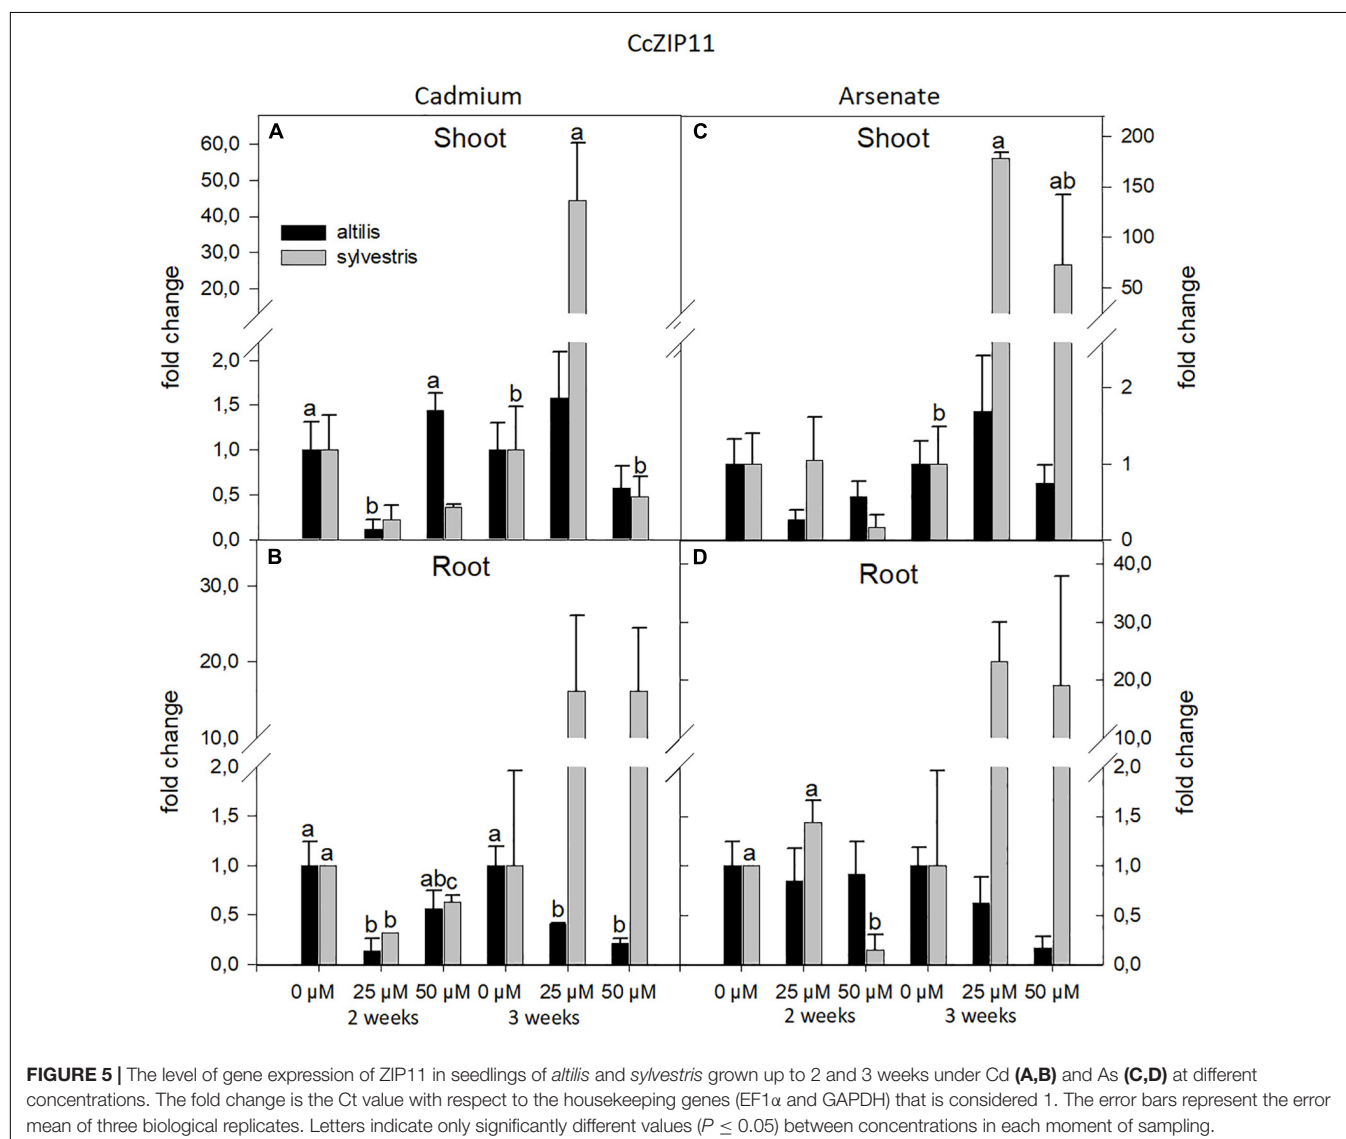 CcZIP11
Cadmium
Arsenate
A
Shoot
a
60,0
50,0
40,0
30,0
20,0
altilis
sylvestris
fold change
2,0
1,5
1,0
0,5
0,0
a
b
a
b
b
C
Shoot
a
ab
200
150
100
50
fold change
2
1
0
b
B
Root
30,0
20,0
10,0
fold change
2,0
1,5
1,0
0,5
0,0
a
a
b
b
ab
c
a
b
b
D
Root
40,0
30,0
20,0
10,0
fold change
2,0
1,5
1,0
0,5
0,0
a
a
b
0 µM 25 µM 50 µM 0 µM 25 µM 50 µM
2 weeks 3 weeks
0 µM 25 µM 50 µM 0 µM 25 µM 50 µM
2 weeks 3 weeks
FIGURE 5 | The level of gene expression of ZIP11 in seedlings of altilis and sylvestris grown up to 2 and 3 weeks under Cd (A,B) and As (C,D) at different
concentrations. The fold change is the Ct value with respect to the housekeeping genes (EF1α and GAPDH) that is considered 1. The error bars represent the error
mean of three biological replicates. Letters indicate only significantly different values (P ≤ 0.05) between concentrations in each moment of sampling.